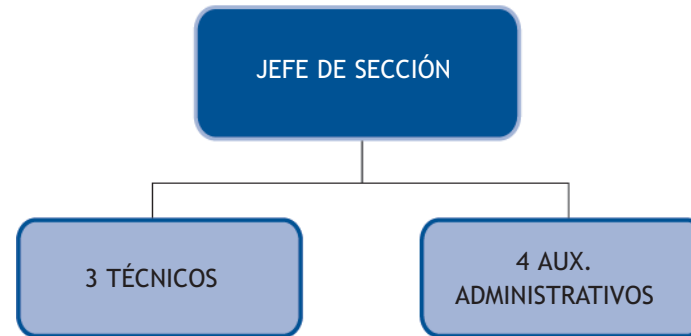 JEFE DE SECCIÓN
3 TÉCNICOS
4 AUX.
ADMINISTRATIVOS